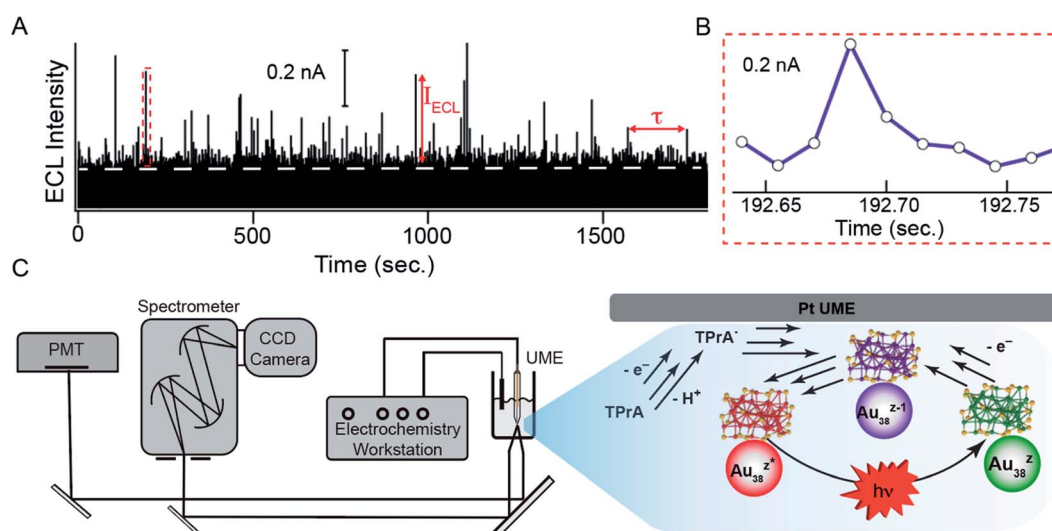 A
ECL Intensity
0.2 nA
I_ECL
τ
0
500
1000
1500
Time (sec.)
B
0.2 nA
192.65
192.70
192.75
Time (sec.)
C
PMT
Spectrometer
CCD
Camera
Electrochemistry
Workstation
UME
Pt UME
TPrA
- e⁻
- H⁺
TPrA·
- e⁻
Au₃₈ᶻ⁻¹
Au₃₈ᶻ*
hν
Au₃₈ᶻ